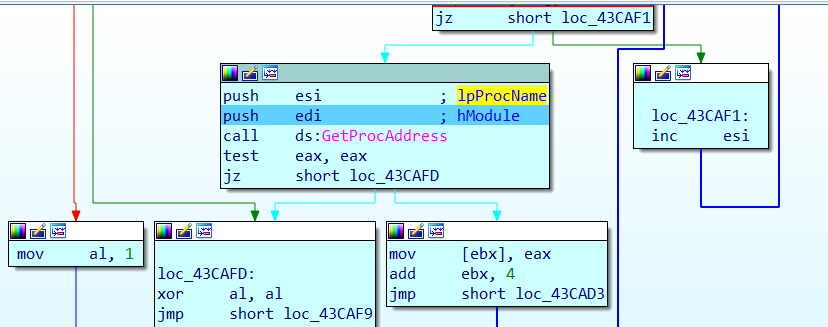 jz short loc_43CAF1
push esi ; lpProcName
push edi ; hModule
call ds:GetProcAddress
test eax, eax
jz short loc_43CAFD
loc_43CAF1:
inc esi
mov al, 1
loc_43CAFD:
xor al, al
jmp short loc_43CAF9
mov [ebx], eax
add ebx, 4
jmp short loc_43CAD3